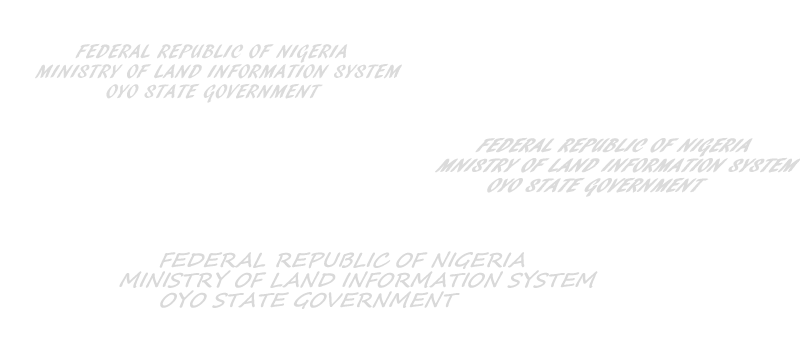 FEDERAL REPUBLIC OF NIGERIA
MINISTRY OF LAND INFORMATION SYSTEM
OYO STATE GOVERNMENT
FEDERAL REPUBLIC OF NIGERIA
MNISTRY OF LAND INFORMATION SYSTEM
OYO STATE GOVERNMENT
FEDERAL REPUBLIC OF NIGERIA
MINISTRY OF LAND INFORMATION SYSTEM
OYO STATE GOVERNMENT